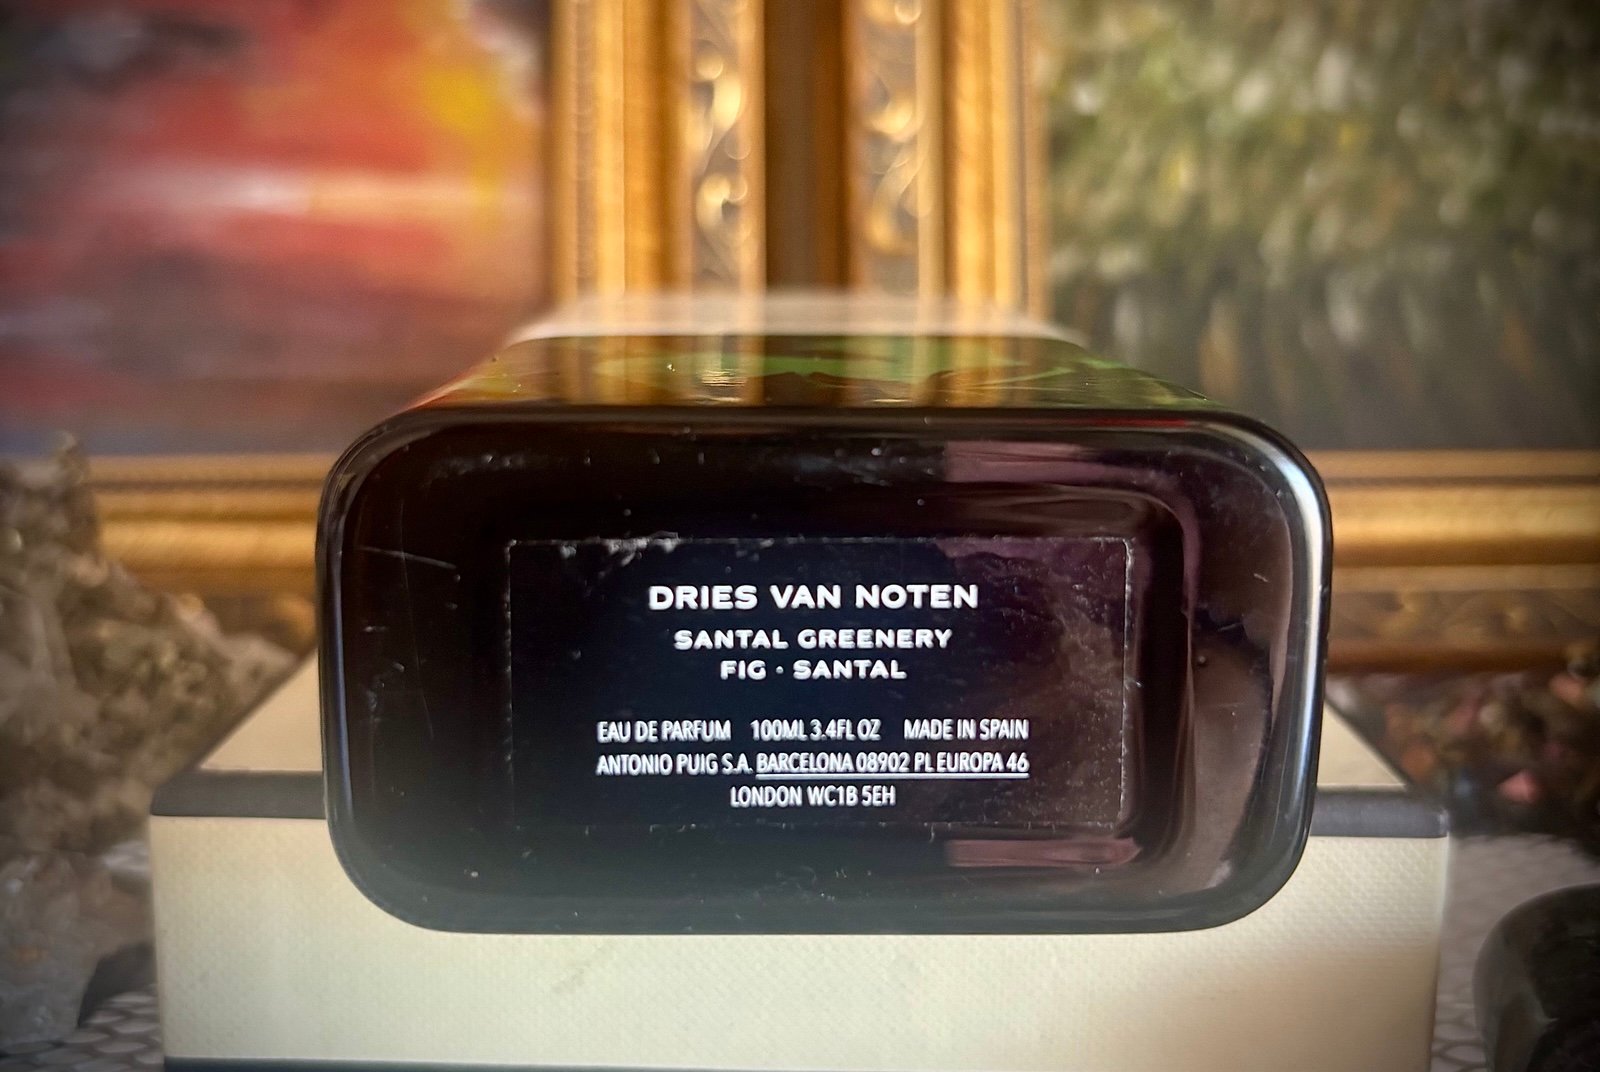 DRIES VAN NOTEN
SANTAL GREENERY
FIG · SANTAL
EAU DE PARFUM 100ML 3.4FL OZ MADE IN SPAIN
ANTONIO PUIG S.A. BARCELONA 08902 PL EUROPA 46
LONDON WC1B 5EH